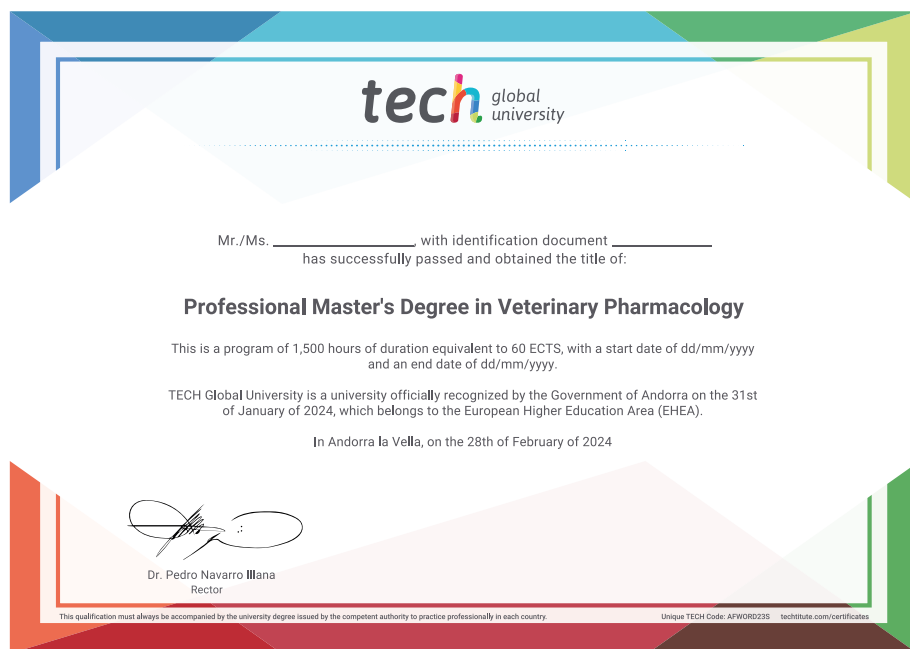 tech global
university
Mr./Ms. ____________________, with identification document ______________
has successfully passed and obtained the title of:
Professional Master's Degree in Veterinary Pharmacology
This is a program of 1,500 hours of duration equivalent to 60 ECTS, with a start date of dd/mm/yyyy
and an end date of dd/mm/yyyy.
TECH Global University is a university officially recognized by the Government of Andorra on the 31st
of January of 2024, which belongs to the European Higher Education Area (EHEA).
In Andorra la Vella, on the 28th of February of 2024
Dr. Pedro Navarro Illana
Rector
This qualification must always be accompanied by the university degree issued by the competent authority to practice professionally in each country.
Unique TECH Code: AFWORD23S techtitute.com/certificates